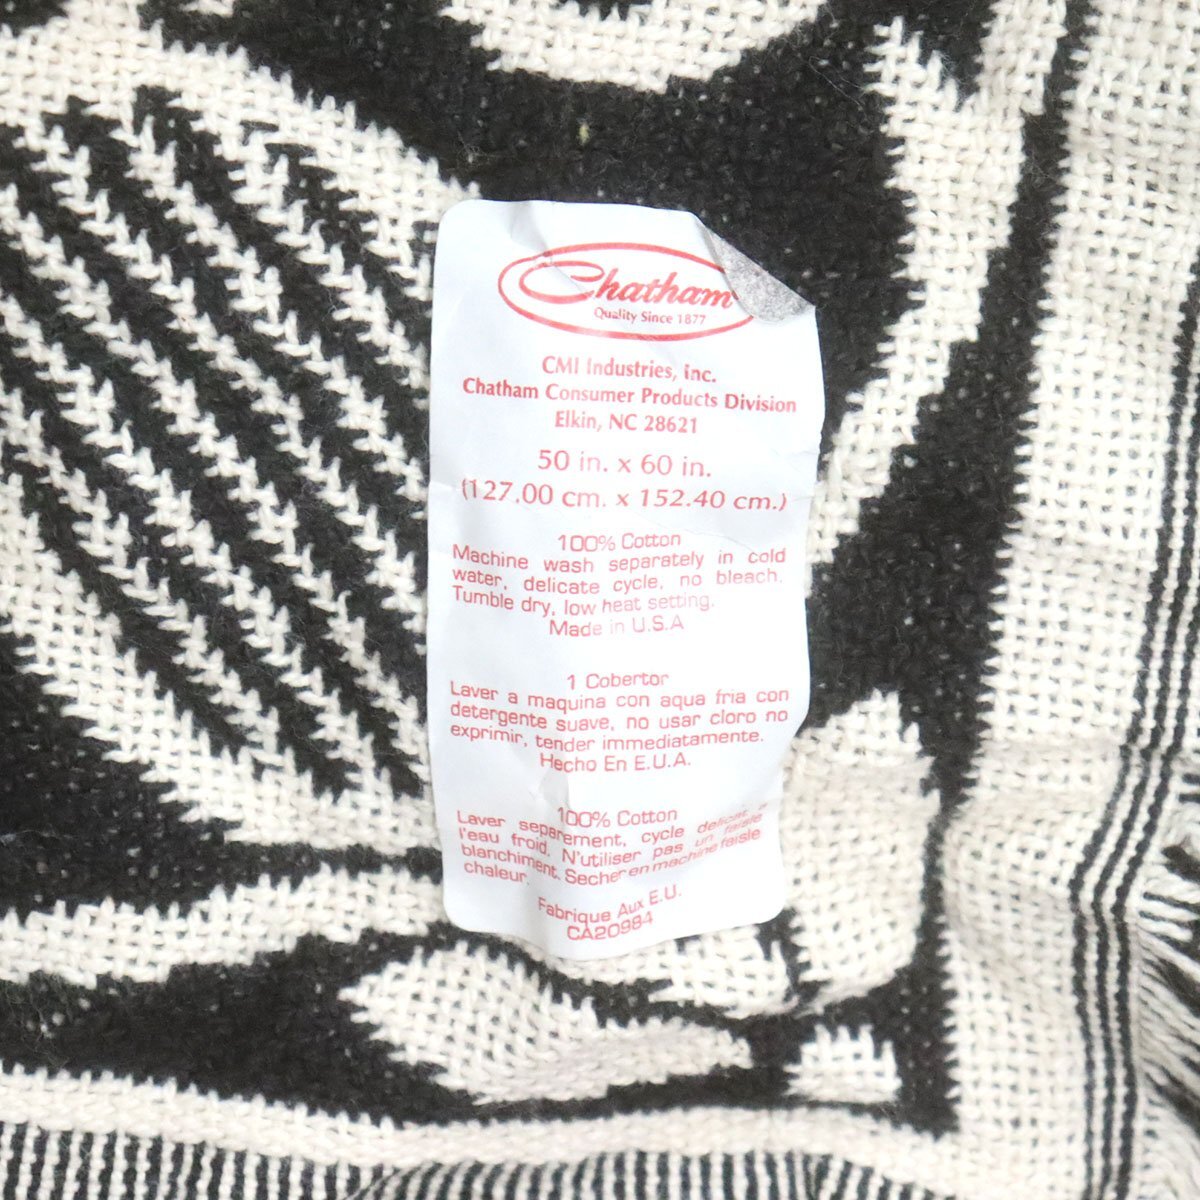 Chatham
Quality Since 1877
CMI Industries, Inc.
Chatham Consumer Products Division
Elkin, NC 28621
50 in. x 60 in.
(127.00 cm. x 152.40 cm.)
100% Cotton
Machine wash separately in cold
water, delicate cycle, no bleach.
Tumble dry, low heat setting.
Made in U.S.A
1 Cobertor
Laver a maquina con aqua fria con
detergente suave, no usar cloro no
exprimir, tender immediatamente.
Hecho En E.U.A.
100% Cotton
Laver separement, cycle delicat, a
l'eau froid. N'utiliser pas un faisle
blanchiment. Secher en machine faisle
chaleur.
Fabrique Aux E.U.
CA20984